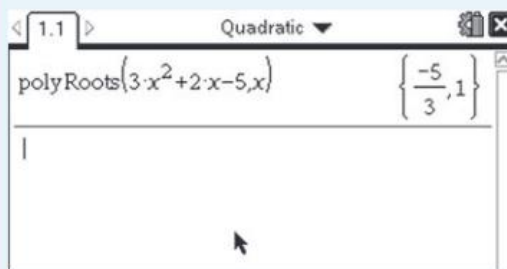 1.1 Quadratic
polyRoots(3·x²+2·x−5,x) {−5/3,1}